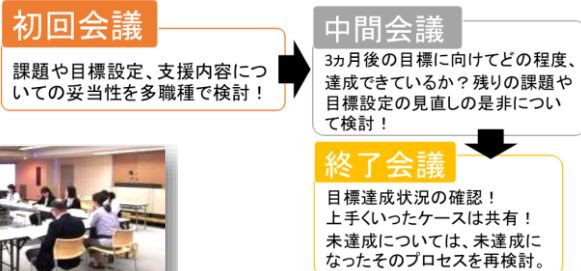 初回会議
課題や目標設定、支援内容につ
いての妥当性を多職種で検討！
中間会議
3ヵ月後の目標に向けてどの程度、
達成できているか？残りの課題や
目標設定の見直しの是非につい
て検討！
終了会議
目標達成状況の確認！
上手くいったケースは共有！
未達成については、未達成に
なったそのプロセスを再検討。